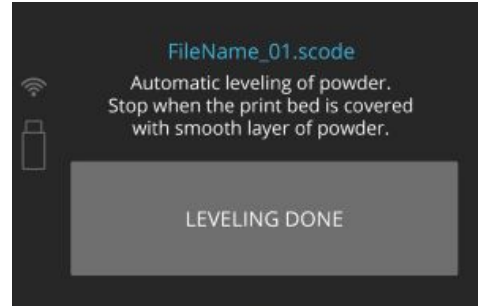 FileName_01.scode
Automatic leveling of powder.
Stop when the print bed is covered
with smooth layer of powder.
LEVELING DONE